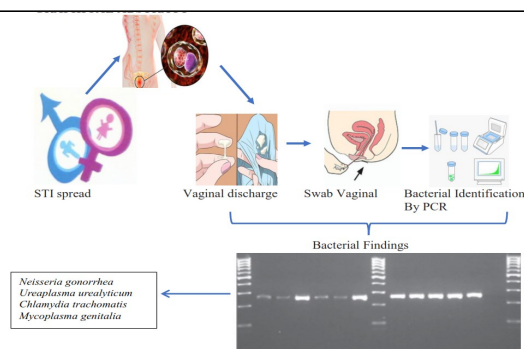 STI spread
Vaginal discharge
Swab Vaginal
Bacterial Identification
By PCR
Bacterial Findings
Neisseria gonorrhea
Ureaplasma urealyticum
Chlamydia trachomatis
Mycoplasma genitalia